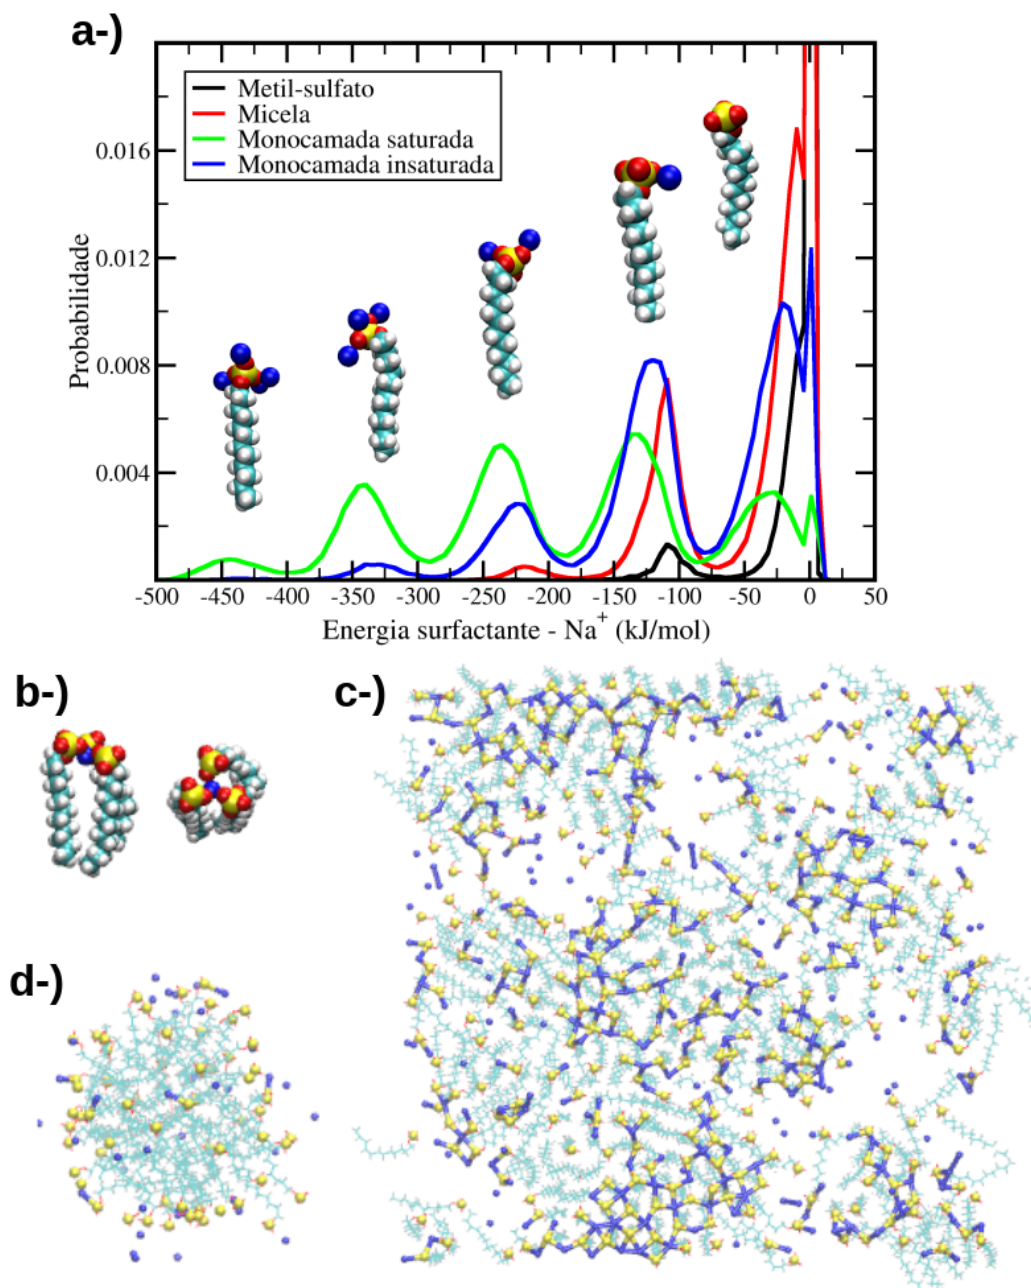 a-)
Metil-sulfato
Micela
Monocamada saturada
Monocamada insaturada
0.016
0.012
0.008
0.004
Probabilidade
-500 -450 -400 -350 -300 -250 -200 -150 -100 -50 0 50
Energia surfactante - Na⁺ (kJ/mol)
b-)
c-)
d-)